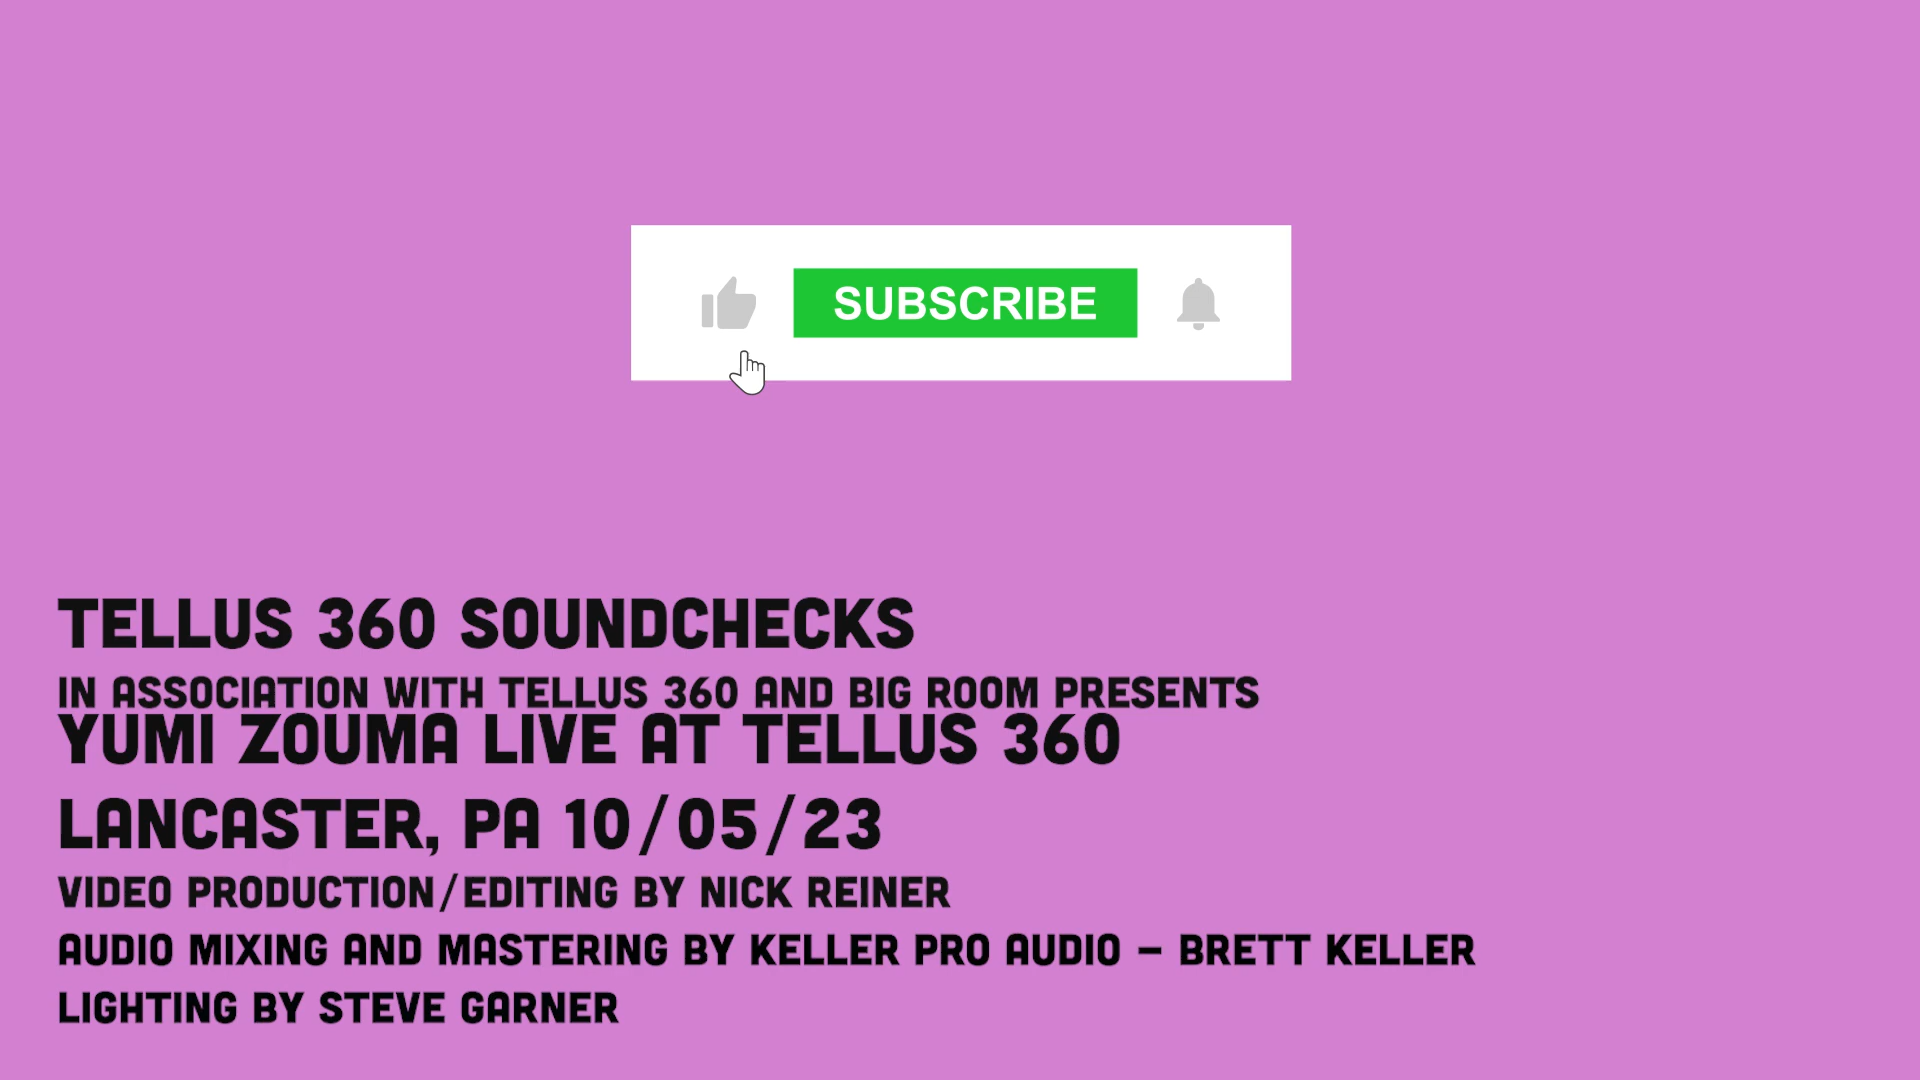 SUBSCRIBE
TELLUS 360 SOUNDCHECKS
IN ASSOCIATION WITH TELLUS 360 AND BIG ROOM PRESENTS
YUMI ZOUMA LIVE AT TELLUS 360
LANCASTER, PA 10/05/23
VIDEO PRODUCTION/EDITING BY NICK REINER
AUDIO MIXING AND MASTERING BY KELLER PRO AUDIO – BRETT KELLER
LIGHTING BY STEVE GARNER